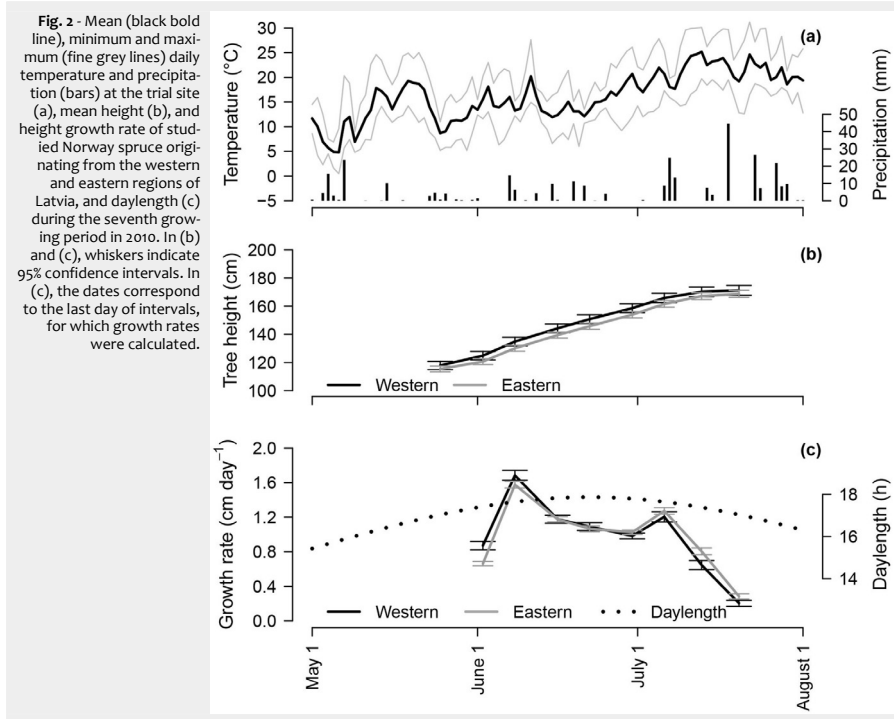 Fig. 2 - Mean (black bold
line), minimum and maxi-
mum (fine grey lines) daily
temperature and precipita-
tion (bars) at the trial site
(a), mean height (b), and
height growth rate of stud-
ied Norway spruce origi-
nating from the western
and eastern regions of
Latvia, and daylength (c)
during the seventh grow-
ing period in 2010. In (b)
and (c), whiskers indicate
95% confidence intervals. In
(c), the dates correspond
to the last day of intervals,
for which growth rates
were calculated.
(a)
Temperature (°C)
30
25
20
15
10
5
0
−5
Precipitation (mm)
50
40
30
20
10
0
(b)
Tree height (cm)
200
180
160
140
120
100
Western Eastern
(c)
Growth rate (cm day⁻¹)
2.0
1.6
1.2
0.8
0.4
0.0
Daylength (h)
18
16
14
Western Eastern Daylength
May 1
June 1
July 1
August 1